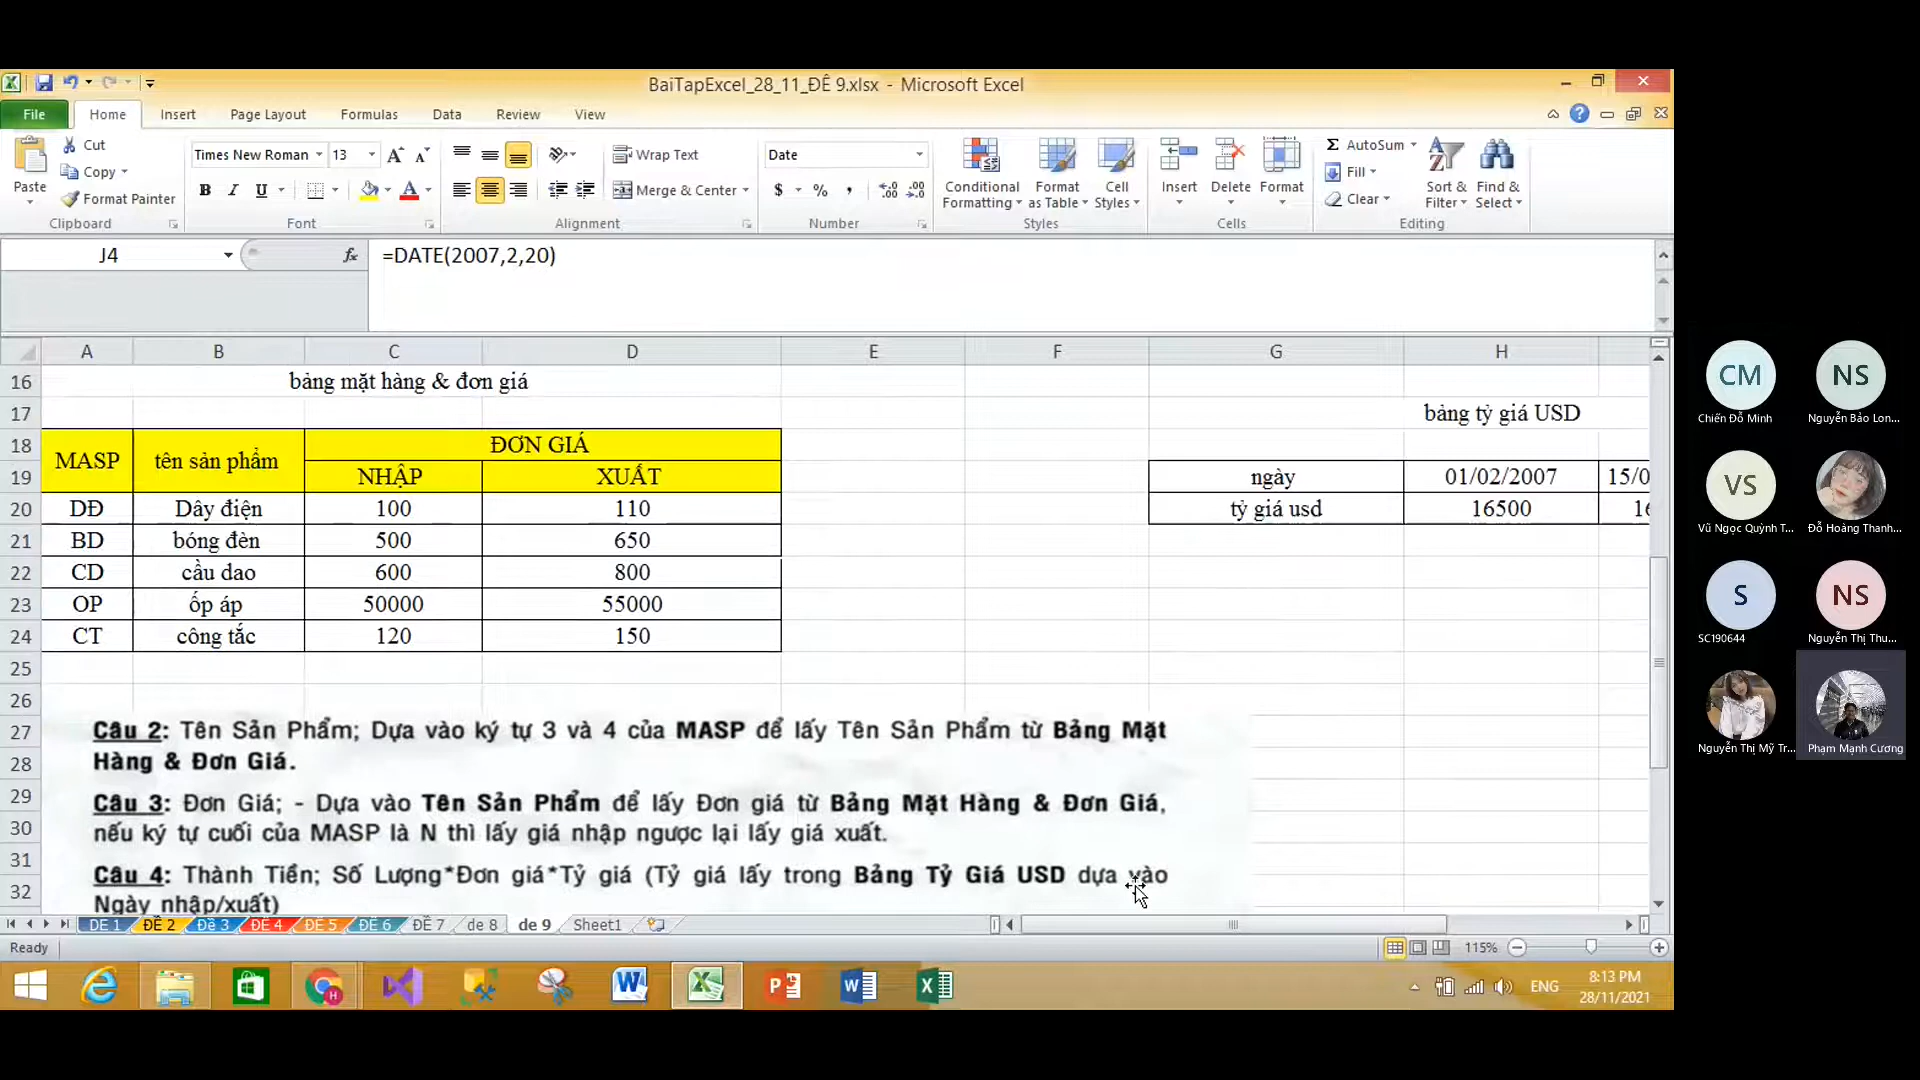 BaiTapExcel_28_11_ĐỀ 9.xlsx - Microsoft Excel
File Home Insert Page Layout Formulas Data Review View
Paste
Cut
Copy
Format Painter
Clipboard
Times New Roman 13
B I U
Font
Wrap Text
Merge & Center
Alignment
Date
$ % ,
Number
Conditional Formatting
Format as Table
Cell Styles
Styles
Insert Delete Format
Cells
Σ AutoSum
Fill
Clear
Sort & Filter
Find & Select
Editing
J4 fx =DATE(2007,2,20)
A B C D E F G H
16 bảng mặt hàng & đơn giá
17 bảng tỷ giá USD
18 MASP tên sản phẩm ĐƠN GIÁ
19 NHẬP XUẤT ngày 01/02/2007 15/0
20 DĐ Dây điện 100 110 tỷ giá usd 16500
21 BD bóng đèn 500 650
22 CD cầu dao 600 800
23 OP ốp áp 50000 55000
24 CT công tắc 120 150
25
26
27
28
29
30
31
32
Câu 2: Tên Sản Phẩm; Dựa vào ký tự 3 và 4 của MASP để lấy Tên Sản Phẩm từ Bảng Mặt
Hàng & Đơn Giá.
Câu 3: Đơn Giá; - Dựa vào Tên Sản Phẩm để lấy Đơn giá từ Bảng Mặt Hàng & Đơn Giá,
nếu ký tự cuối của MASP là N thì lấy giá nhập ngược lại lấy giá xuất.
Câu 4: Thành Tiền; Số Lượng*Đơn giá*Tỷ giá (Tỷ giá lấy trong Bảng Tỷ Giá USD dựa vào
Ngày nhập/xuất)
DE 1 ĐỀ 2 Đề 3 ĐỀ 4 ĐỀ 5 ĐỀ 6 ĐỀ 7 de 8 de 9 Sheet1
Ready 115%
ENG
8:13 PM
28/11/2021
CM NS
Chiến Đỗ Minh Nguyễn Bảo Lon...
VS
Vũ Ngọc Quỳnh T... Đỗ Hoàng Thanh...
S NS
SC190644 Nguyễn Thị Thu...
Nguyễn Thị Mỹ Tr... Phạm Mạnh Cương